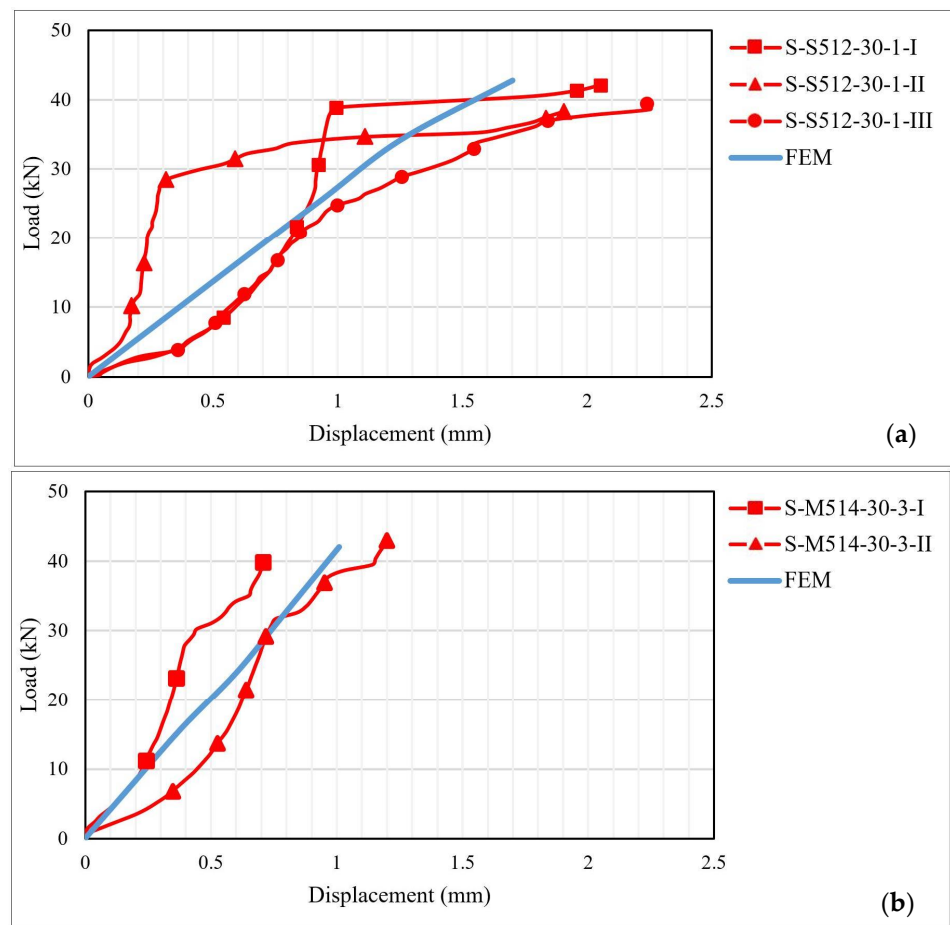 50
40
30
20
10
0
Load (kN)
0 0.5 1 1.5 2 2.5
Displacement (mm)
S-S512-30-1-I
S-S512-30-1-II
S-S512-30-1-III
FEM
(a)
50
40
30
20
10
0
Load (kN)
0 0.5 1 1.5 2 2.5
Displacement (mm)
S-M514-30-3-I
S-M514-30-3-II
FEM
(b)